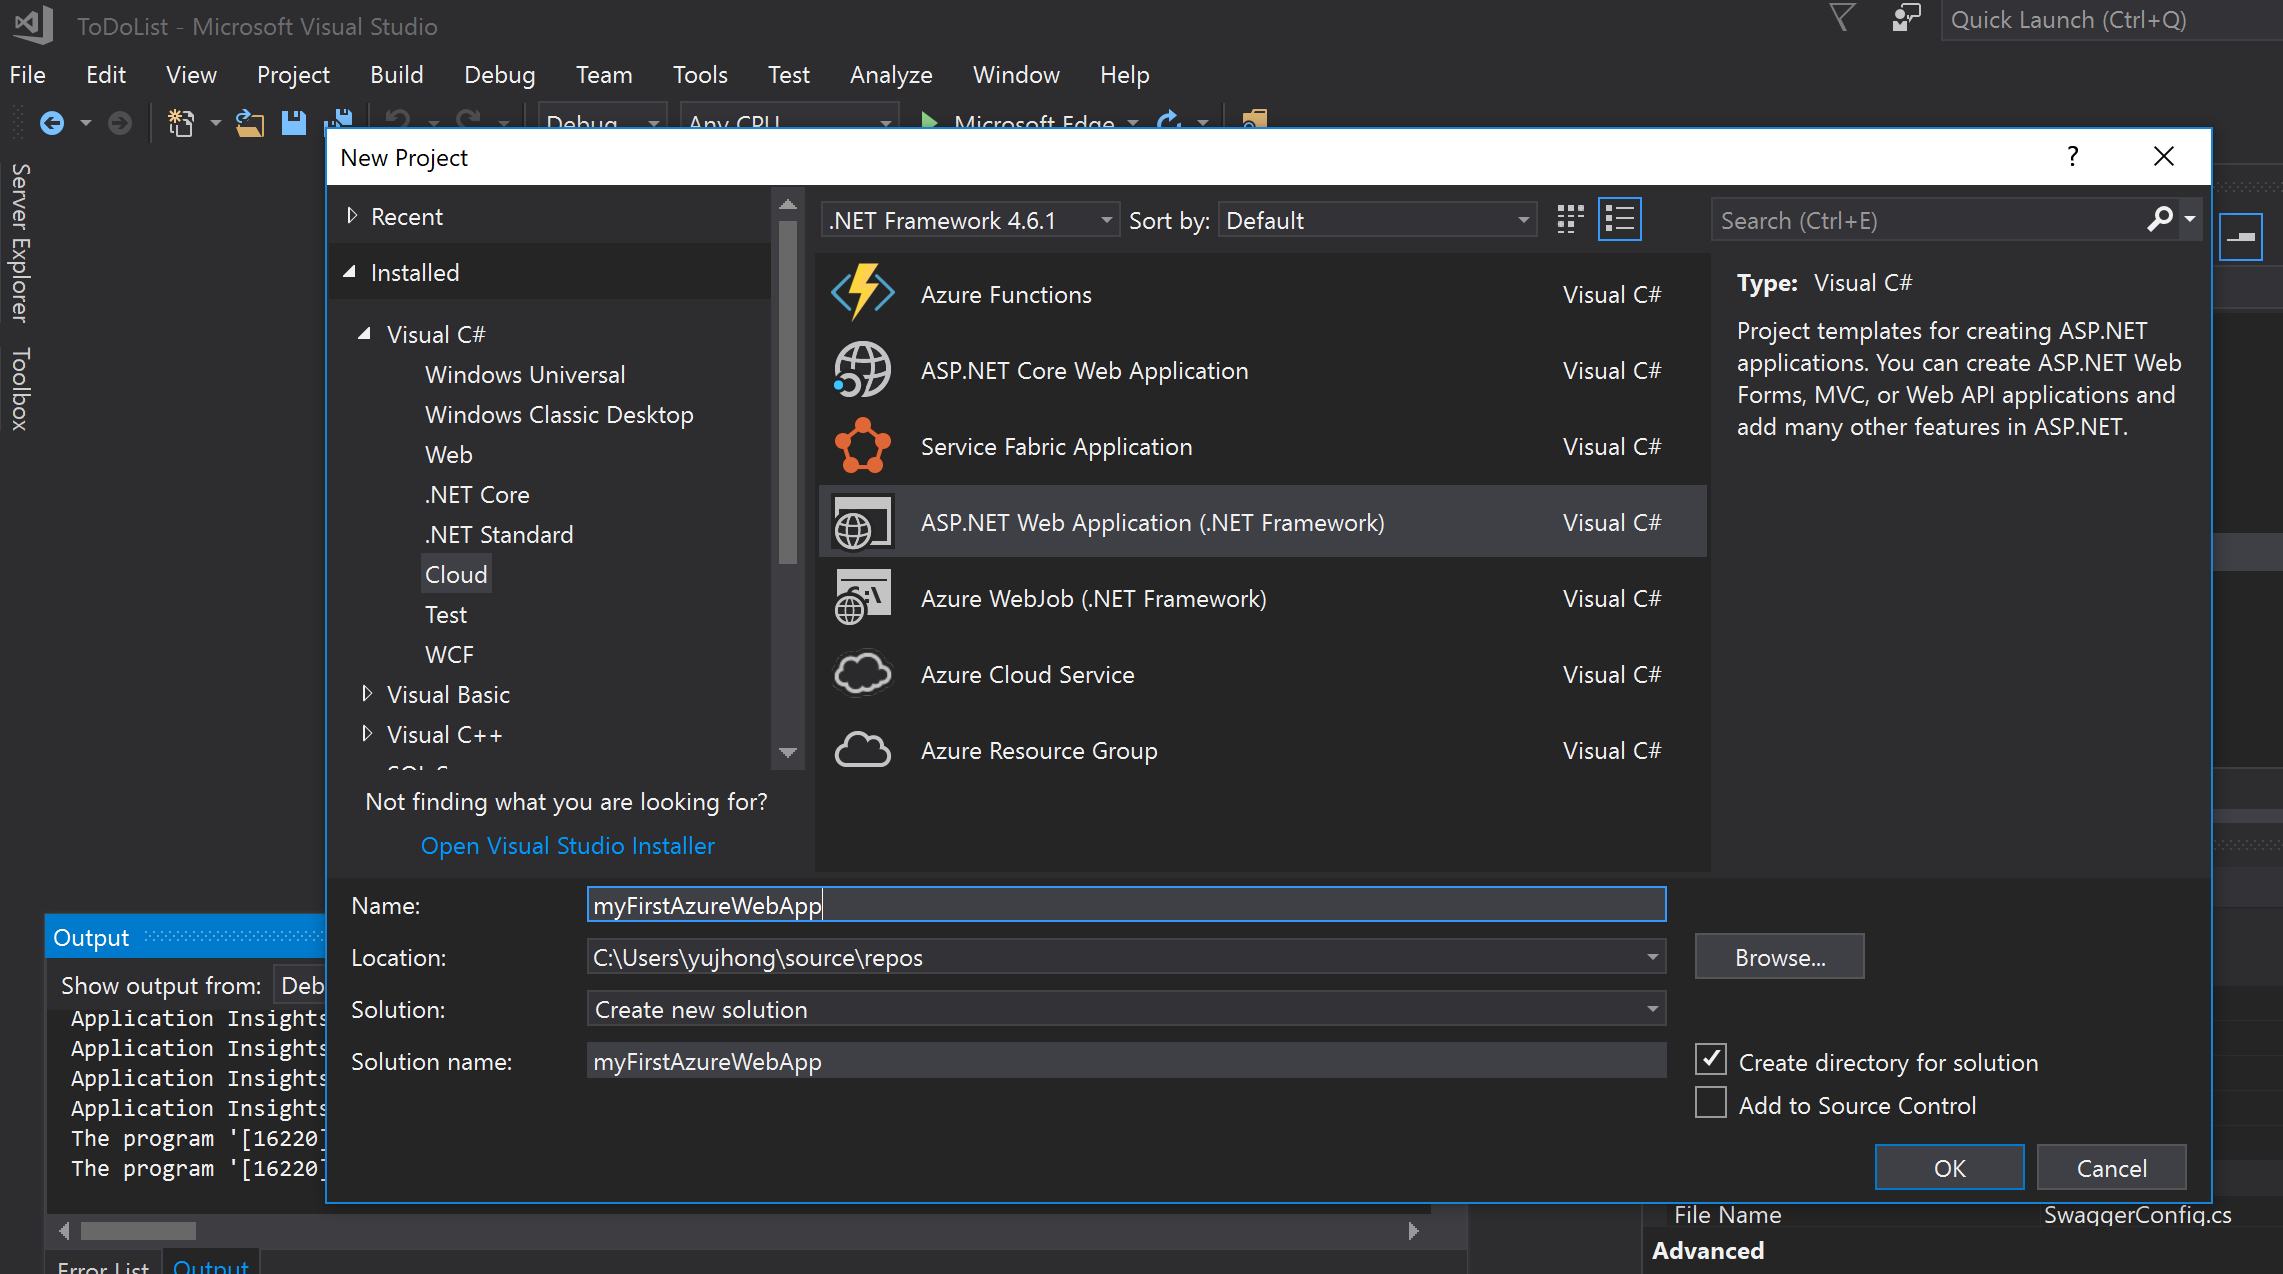 ToDoList - Microsoft Visual Studio
Quick Launch (Ctrl+Q)
File Edit View Project Build Debug Team Tools Test Analyze Window Help
Debug Any CPU Microsoft Edge
Server Explorer
Toolbox
New Project
?
Recent
Installed
Visual C#
Windows Universal
Windows Classic Desktop
Web
.NET Core
.NET Standard
Cloud
Test
WCF
Visual Basic
Visual C++
Not finding what you are looking for?
Open Visual Studio Installer
.NET Framework 4.6.1 Sort by: Default
Search (Ctrl+E)
Azure Functions Visual C#
ASP.NET Core Web Application Visual C#
Service Fabric Application Visual C#
ASP.NET Web Application (.NET Framework) Visual C#
Azure WebJob (.NET Framework) Visual C#
Azure Cloud Service Visual C#
Azure Resource Group Visual C#
Type: Visual C#
Project templates for creating ASP.NET
applications. You can create ASP.NET Web
Forms, MVC, or Web API applications and
add many other features in ASP.NET.
Name: myFirstAzureWebApp
Location: C:\Users\yujhong\source\repos
Browse...
Solution: Create new solution
Solution name: myFirstAzureWebApp
Create directory for solution
Add to Source Control
OK Cancel
Output
Show output from: Deb
Application Insights
Application Insights
Application Insights
Application Insights
The program '[16220]
The program '[16220]
Error List Output
File Name SwaggerConfig.cs
Advanced